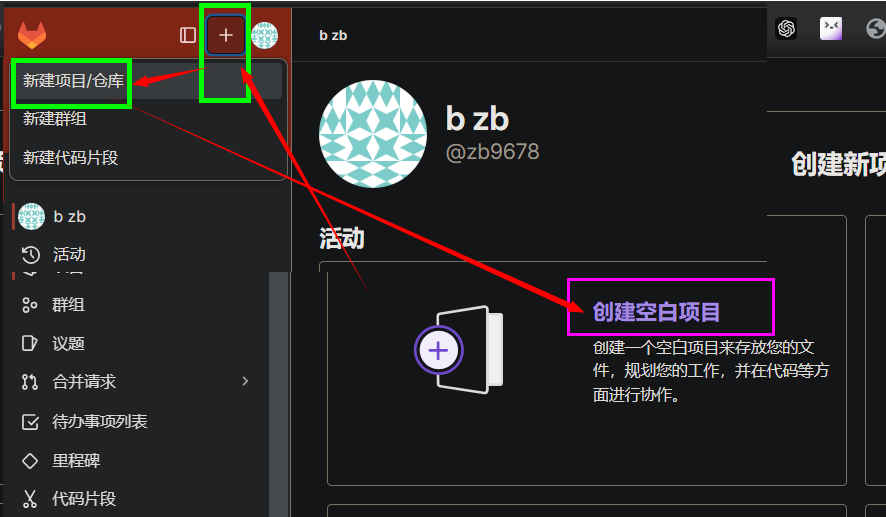 b zb
新建项目/仓库
新建群组
新建代码片段
b zb
@zb9678
创建新项
b zb
活动
活动
群组
议题
合并请求
待办事项列表
里程碑
代码片段
创建空白项目
创建一个空白项目来存放您的文
件，规划您的工作，并在代码等方
面进行协作。